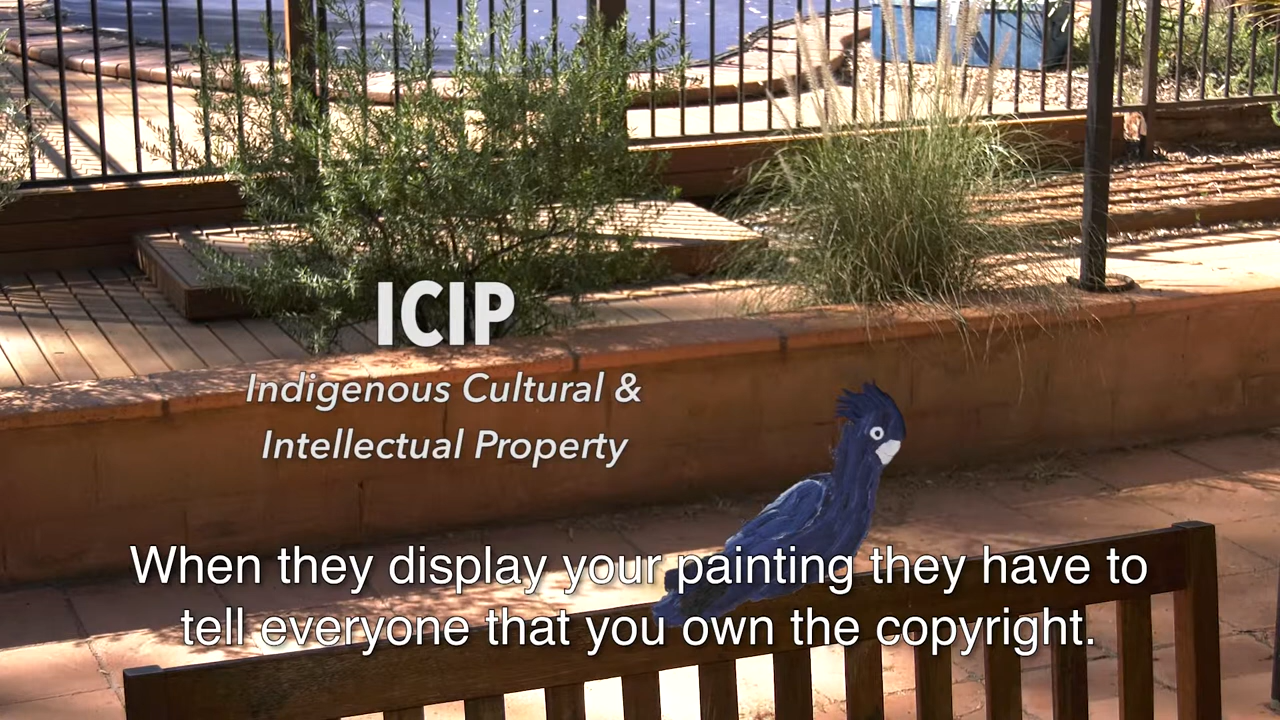 ICIP
Indigenous Cultural &
Intellectual Property
When they display your painting they have to
tell everyone that you own the copyright.